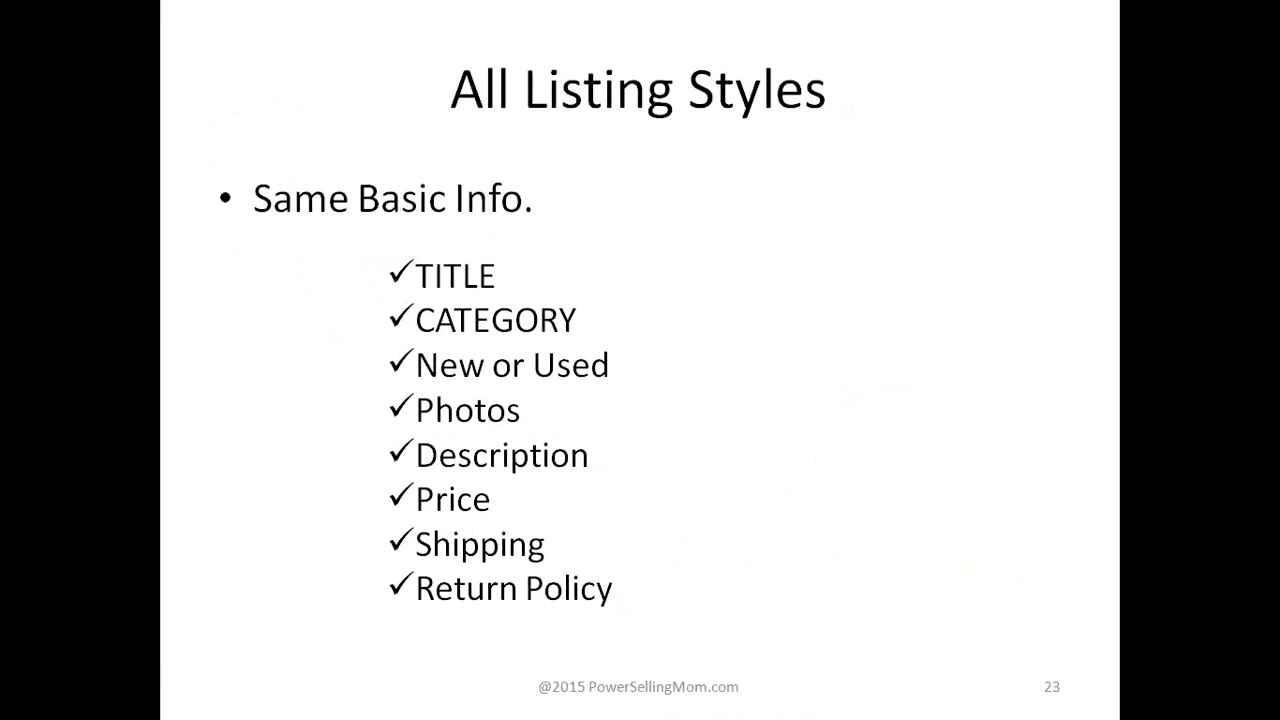 All Listing Styles
• Same Basic Info.
✓TITLE
✓CATEGORY
✓New or Used
✓Photos
✓Description
✓Price
✓Shipping
✓Return Policy
@2015 PowerSellingMom.com
23